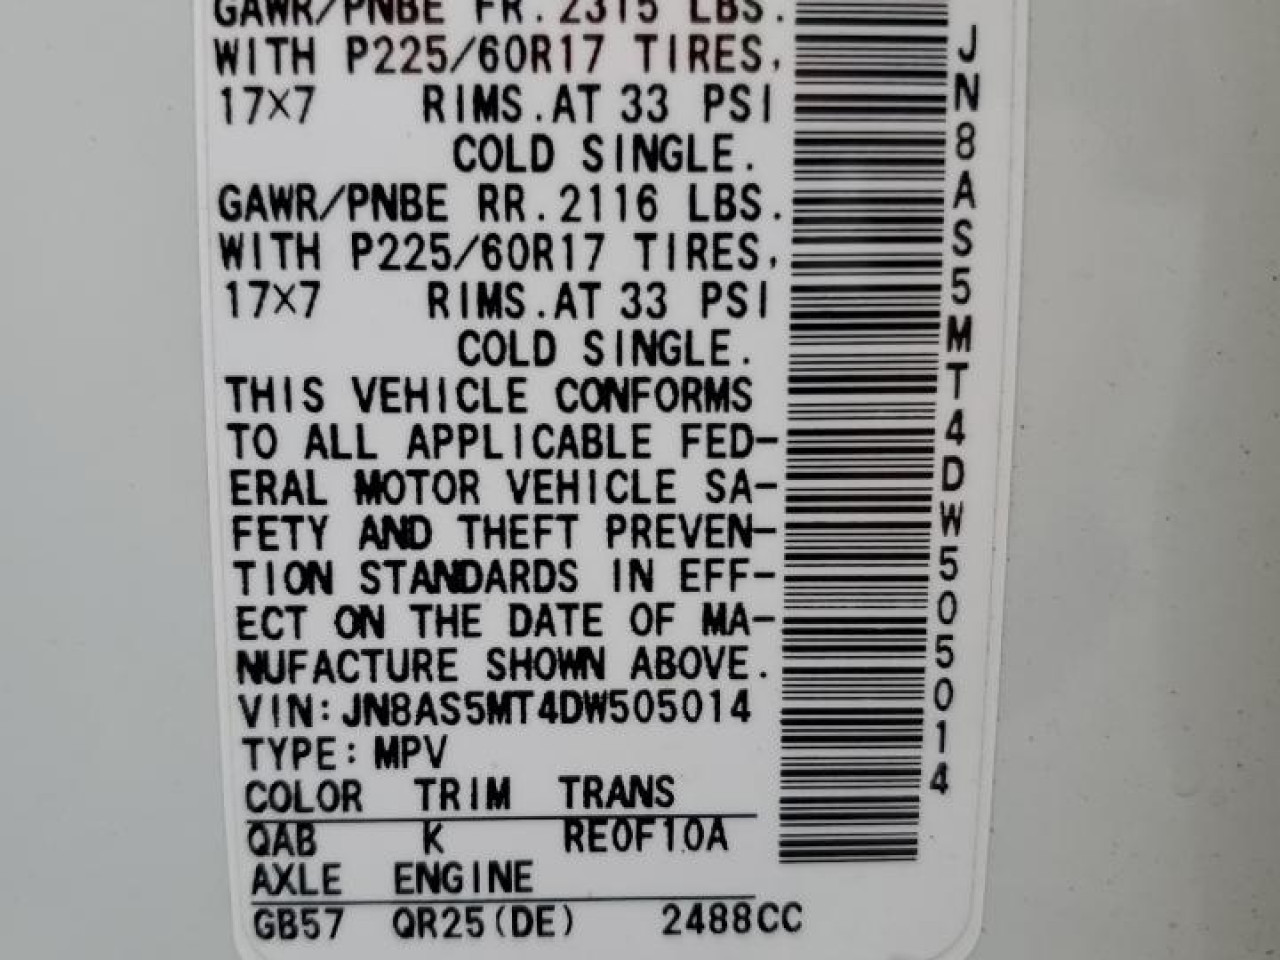 GAWR/PNBE FR. 2315 LBS.
WITH P225/60R17 TIRES,
17×7 RIMS. AT 33 PSI
COLD SINGLE.
GAWR/PNBE RR. 2116 LBS.
WITH P225/60R17 TIRES,
17×7 RIMS. AT 33 PSI
COLD SINGLE.
THIS VEHICLE CONFORMS
TO ALL APPLICABLE FED-
ERAL MOTOR VEHICLE SA-
FETY AND THEFT PREVEN-
TION STANDARDS IN EFF-
ECT ON THE DATE OF MA-
NUFACTURE SHOWN ABOVE.
VIN: JN8AS5MT4DW505014
TYPE: MPV
COLOR TRIM TRANS
QAB K RE0F10A
AXLE ENGINE
GB57 QR25(DE) 2488CC
JN8AS5MT4DW505014